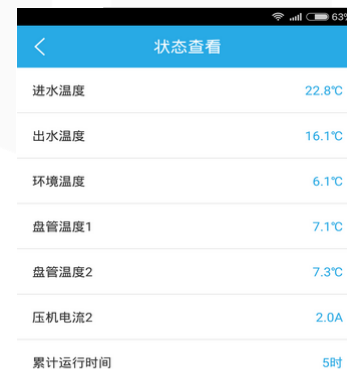 63%
状态查看
进水温度 22.8℃
出水温度 16.1℃
环境温度 6.1℃
盘管温度1 7.1℃
盘管温度2 7.3℃
压机电流2 2.0A
累计运行时间 5时